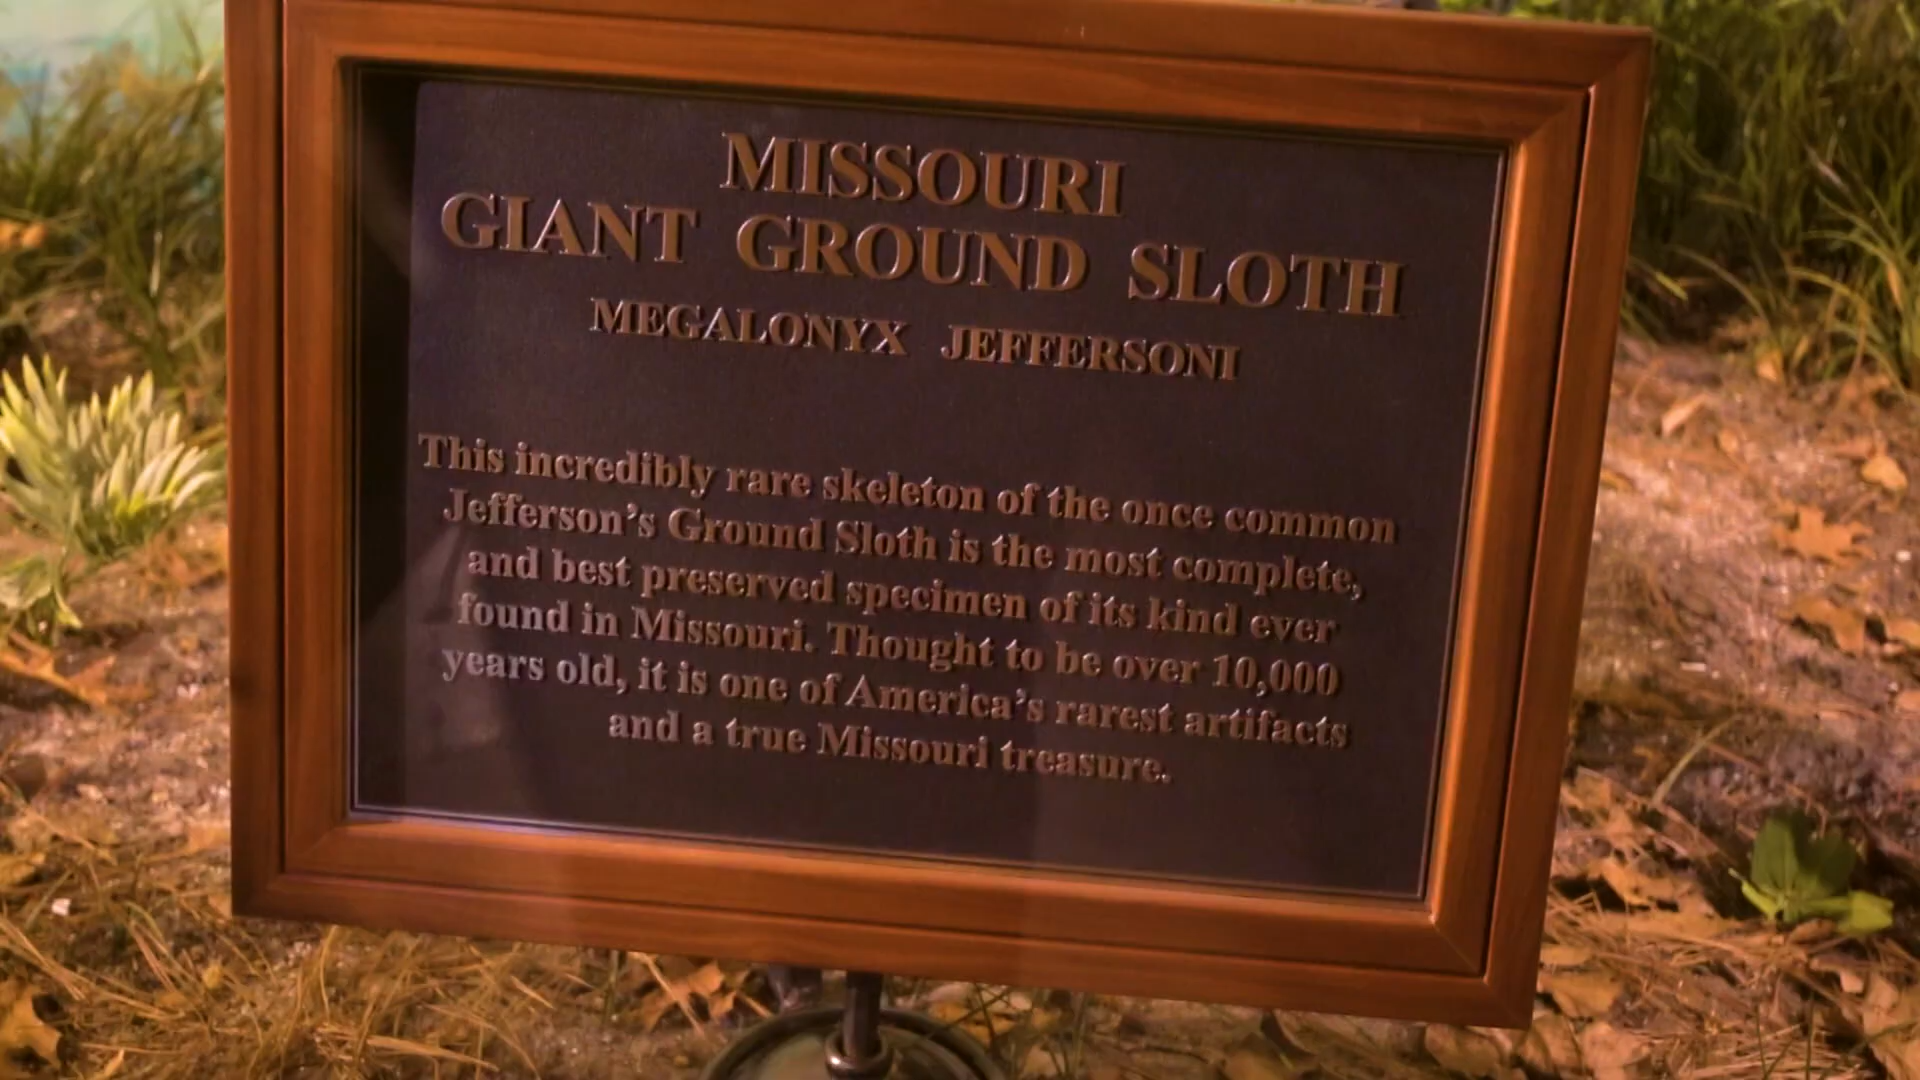 MISSOURI
GIANT GROUND SLOTH
MEGALONYX JEFFERSONI
This incredibly rare skeleton of the once common
Jefferson's Ground Sloth is the most complete,
and best preserved specimen of its kind ever
found in Missouri. Thought to be over 10,000
years old, it is one of America's rarest artifacts
and a true Missouri treasure.